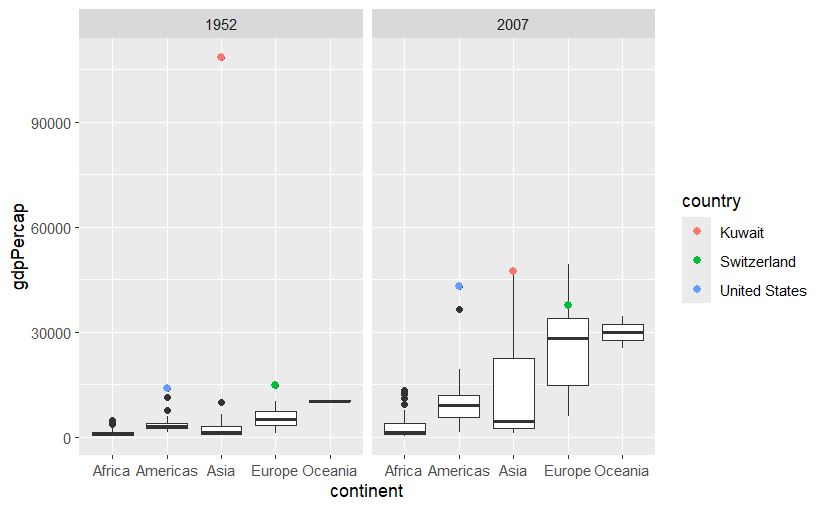 1952
2007
gdpPercap
90000
60000
30000
0
Africa Americas Asia Europe Oceania
Africa Americas Asia Europe Oceania
continent
country
Kuwait
Switzerland
United States